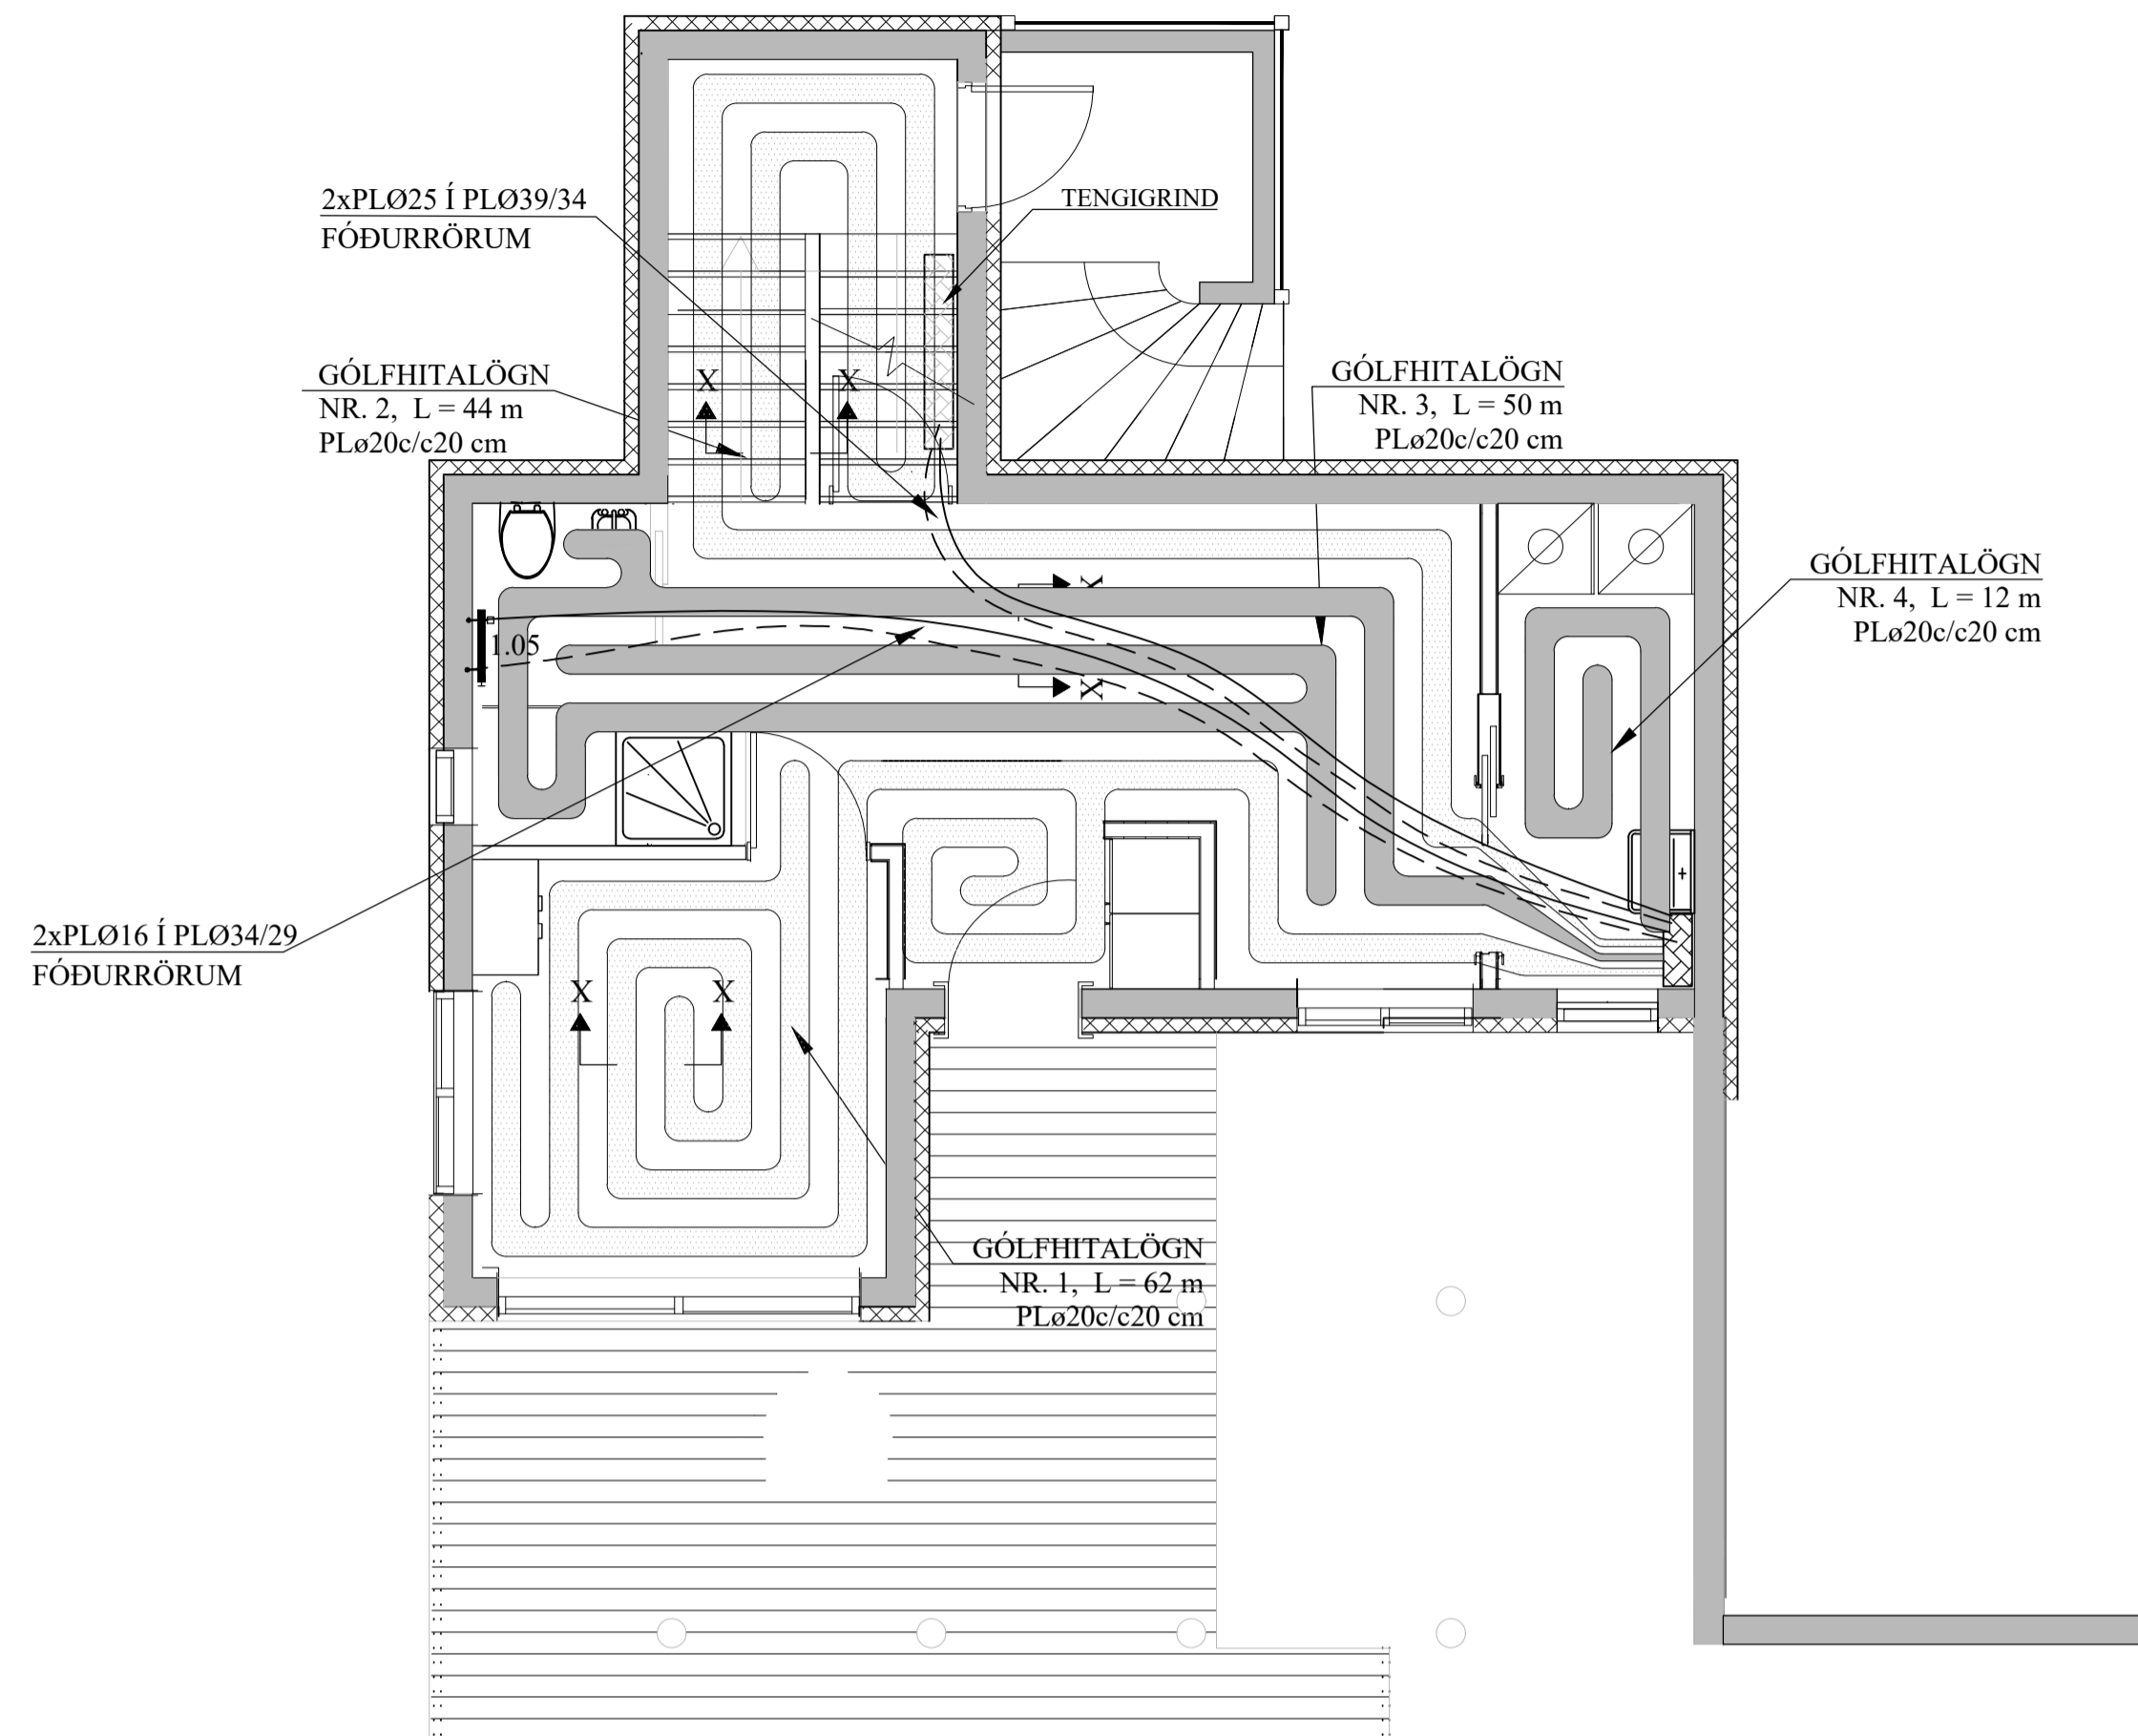 2xPLØ25 Í PLØ39/34
FÓÐURRÖRUM
TENGIGRIND
GÓLFHITALÖGN
NR. 2, L = 44 m
PLø20c/c20 cm
X X
GÓLFHITALÖGN
NR. 3, L = 50 m
PLø20c/c20 cm
GÓLFHITALÖGN
NR. 4, L = 12 m
PLø20c/c20 cm
X
1.05
X
2xPLØ16 Í PLØ34/29
FÓÐURRÖRUM
X X
GÓLFHITALÖGN
NR. 1, L = 62 m
PLø20c/c20 cm